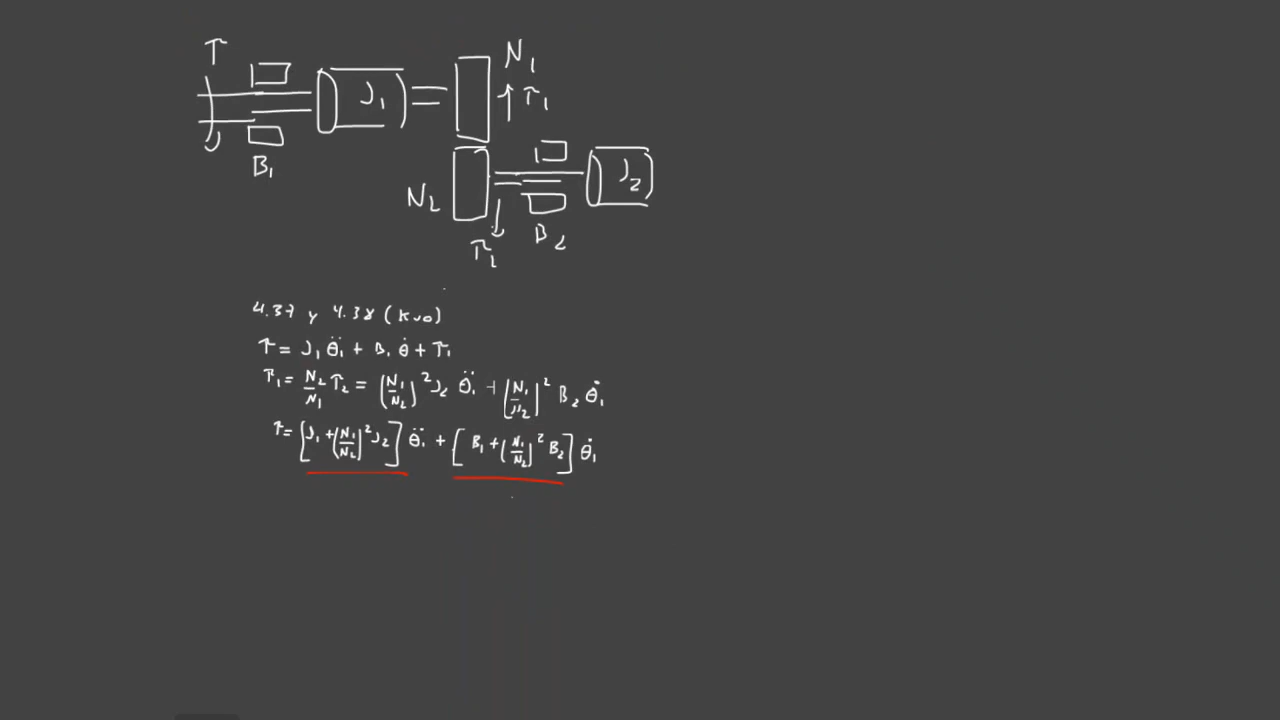 T
N₁
J₁
T₁
B₁
J₂
N₂
B₂
T₂
4.37 y 4.38 (Kuo)
T = J₁ θ̈₁ + B₁ θ̇ + T₁
T₁ = N₂/N₁ T₂ = (N₁/N₂)² J₂ θ̈₁ + (N₁/N₂)² B₂ θ̇₁
T = [J₁ + (N₁/N₂)² J₂] θ̈₁ + [B₁ + (N₁/N₂)² B₂] θ̇₁